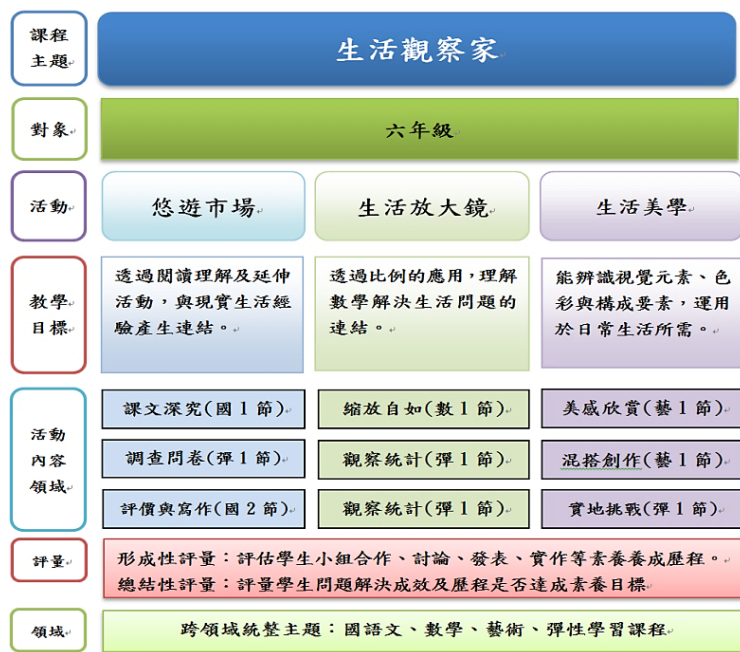 課程
主題
生活觀察家
對象
六年級
活動
悠遊市場
生活放大鏡
生活美學
教學
目標
透過閱讀理解及延伸
活動，與現實生活經
驗產生連結。
透過比例的應用，理解
數學解決生活問題的
連結。
能辨識視覺元素、色
彩與構成要素，運用
於日常生活所需。
活動
內容
領域
課文深究(國 1 節)
縮放自如(數 1 節)
美感欣賞(藝 1 節)
調查問卷(彈 1 節)
觀察統計(彈 1 節)
混搭創作(藝 1 節)
評價與寫作(國 2 節)
觀察統計(彈 1 節)
實地挑戰(彈 1 節)
評量
形成性評量：評估學生小組合作、討論、發表、實作等素養養成歷程。
總結性評量：評量學生問題解決成效及歷程是否達成素養目標
領域
跨領域統整主題：國語文、數學、藝術、彈性學習課程